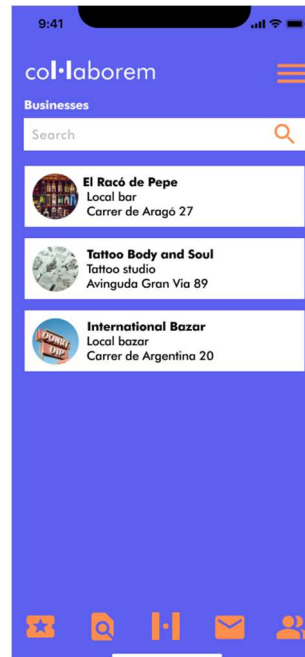 9:41
col·laborem
Businesses
Search
El Racó de Pepe
Local bar
Carrer de Aragó 27
Tattoo Body and Soul
Tattoo studio
Avinguda Gran Via 89
International Bazar
Local bazar
Carrer de Argentina 20